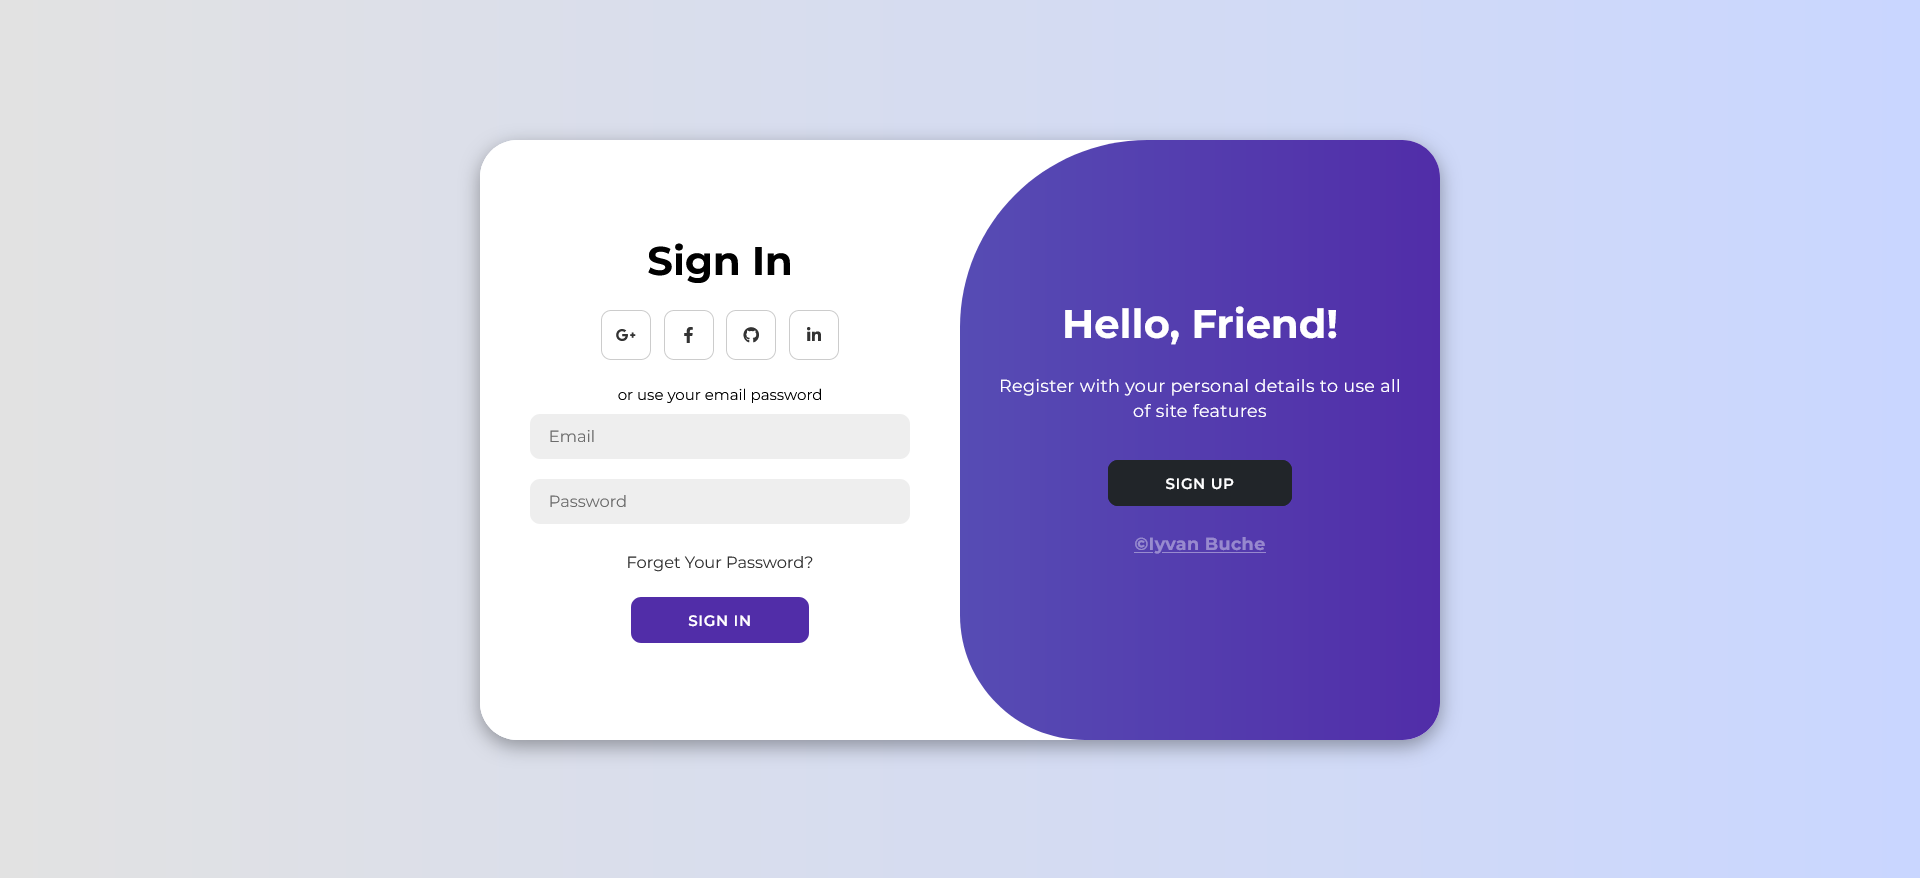 Sign In
G+
f
in
or use your email password
Email
Password
Forget Your Password?
SIGN IN
Hello, Friend!
Register with your personal details to use all
of site features
SIGN UP
©Iyvan Buche